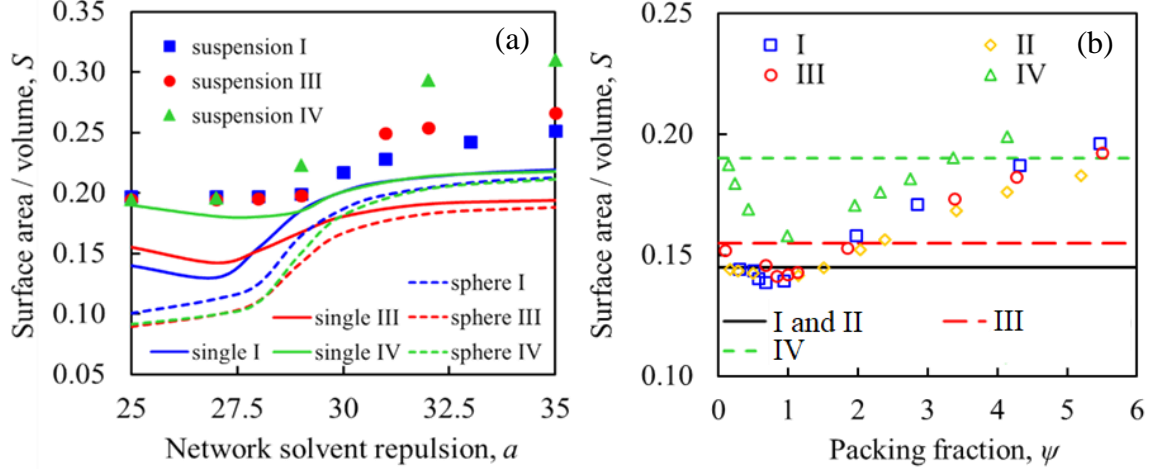 (a)
0.35
0.30
0.25
0.20
0.15
0.10
0.05
Surface area / volume, S
suspension I
suspension III
suspension IV
sphere I
single III
sphere III
single I
single IV
sphere IV
25
27.5
30
32.5
35
Network solvent repulsion, a
(b)
0.25
0.20
0.15
0.10
Surface area / volume, S
I
II
III
IV
I and II
III
IV
0
1
2
3
4
5
6
Packing fraction, ψ